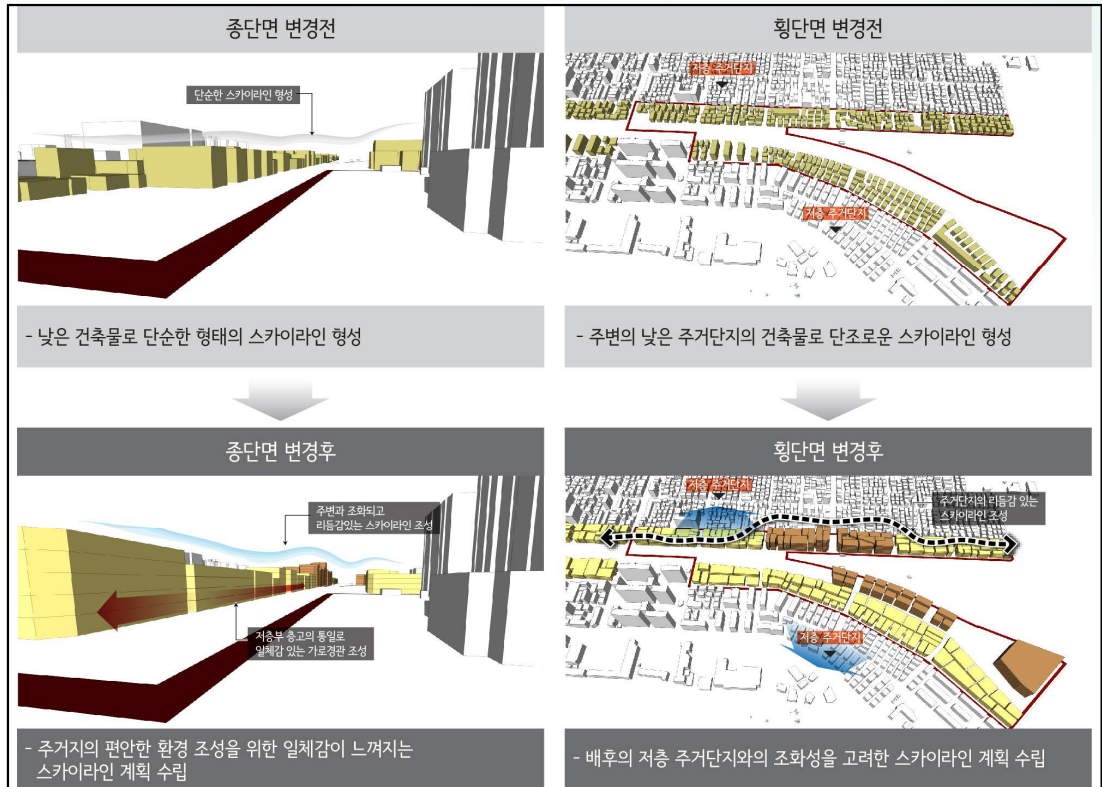 종단면 변경전
단순한 스카이라인 형성
- 낮은 건축물로 단순한 형태의 스카이라인 형성
횡단면 변경전
저층 주거단지
저층 주거단지
- 주변의 낮은 주거단지의 건축물로 단조로운 스카이라인 형성
종단면 변경후
주변과 조화되고
리듬감있는 스카이라인 조성
저층부 층고의 통일로
일체감 있는 가로경관 조성
- 주거지의 편안한 환경 조성을 위한 일체감이 느껴지는
스카이라인 계획 수립
횡단면 변경후
저층 주거단지
주거단지의 리듬감 있는
스카이라인 조성
저층 주거단지
- 배후의 저층 주거단지와의 조화성을 고려한 스카이라인 계획 수립